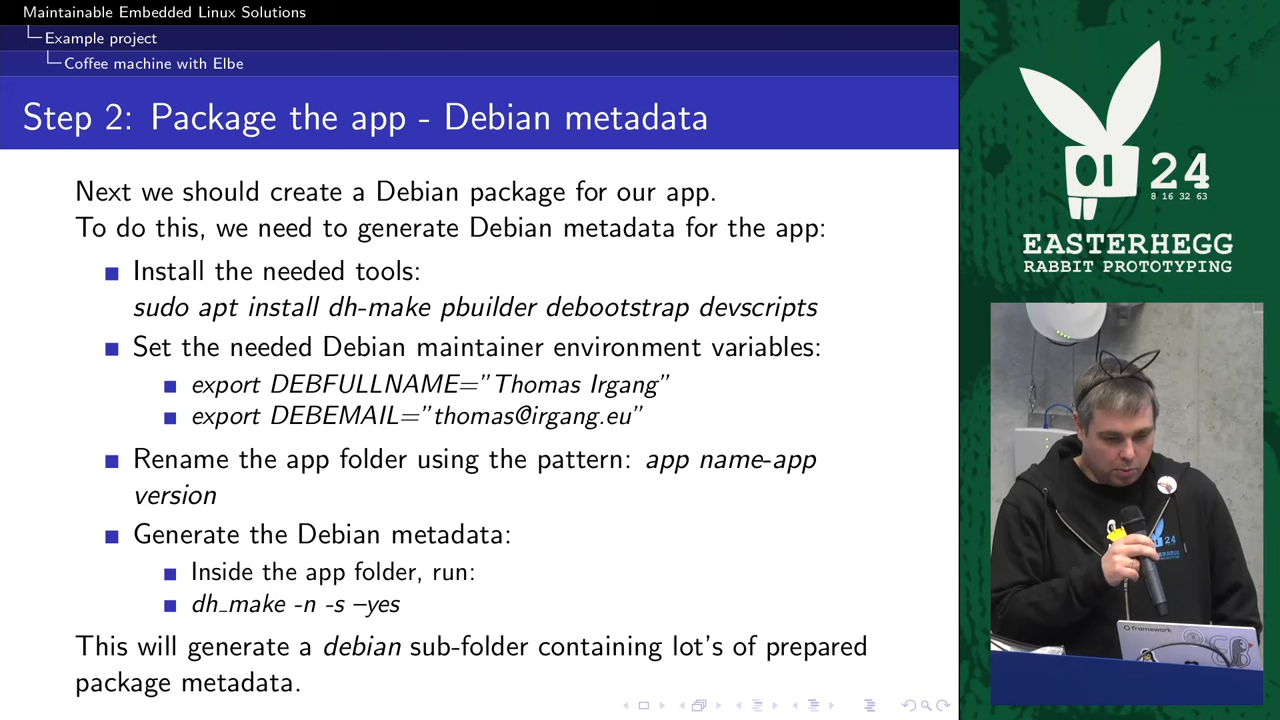 Maintainable Embedded Linux Solutions
Example project
Coffee machine with Elbe
Step 2: Package the app - Debian metadata
Next we should create a Debian package for our app.
To do this, we need to generate Debian metadata for the app:
Install the needed tools:
sudo apt install dh-make pbuilder debootstrap devscripts
Set the needed Debian maintainer environment variables:
export DEBFULLNAME="Thomas Irgang"
export DEBEMAIL="thomas@irgang.eu"
Rename the app folder using the pattern: app name-app
version
Generate the Debian metadata:
Inside the app folder, run:
dh_make -n -s –yes
This will generate a debian sub-folder containing lot's of prepared
package metadata.
24
8 16 32 63
EASTERHEGG
RABBIT PROTOTYPING
24
framework